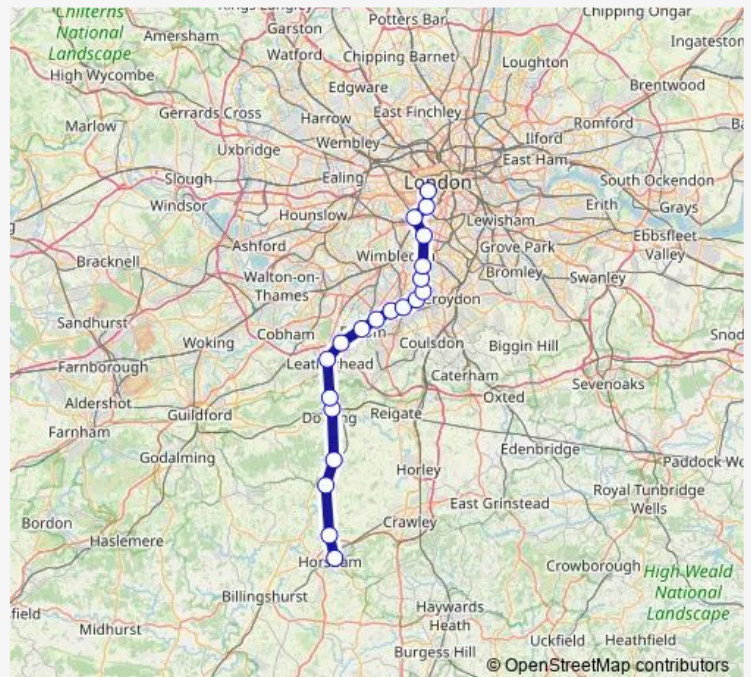 Chilterns
National
Landscape
Amersham
Garston
Watford
Potters Bar
Chipping Barnet
Chipping Ongar
Ingateston
Loughton
High Wycombe
Edgware
Brentwood
Marlow
Gerrards Cross
Harrow
East Finchley
Romford
Uxbridge
Wembley
Ilford
East Ham
Slough
Ealing
London
South Ockendon
Windsor
Hounslow
Lewisham
Erith
Grays
Ashford
Grove Park
Ebbsfleet
Valley
Bracknell
Bromley
Swanley
Walton-on-
Thames
Croydon
Sandhurst
Woking
Cobham
Coulsdon
Biggin Hill
Farnborough
Caterham
Sevenoaks
Aldershot
Guildford
Reigate
Oxted
Farnham
Godalming
Edenbridge
Paddock Wo
Horley
Royal Tunbridge
Wells
Bordon
East Grinstead
Haslemere
Crawley
Crowborough
High Weald
National
Landscape
Billingshurst
field
Midhurst
Haywards
Heath
Uckfield
Heathfield
Burgess Hill
© OpenStreetMap contributors